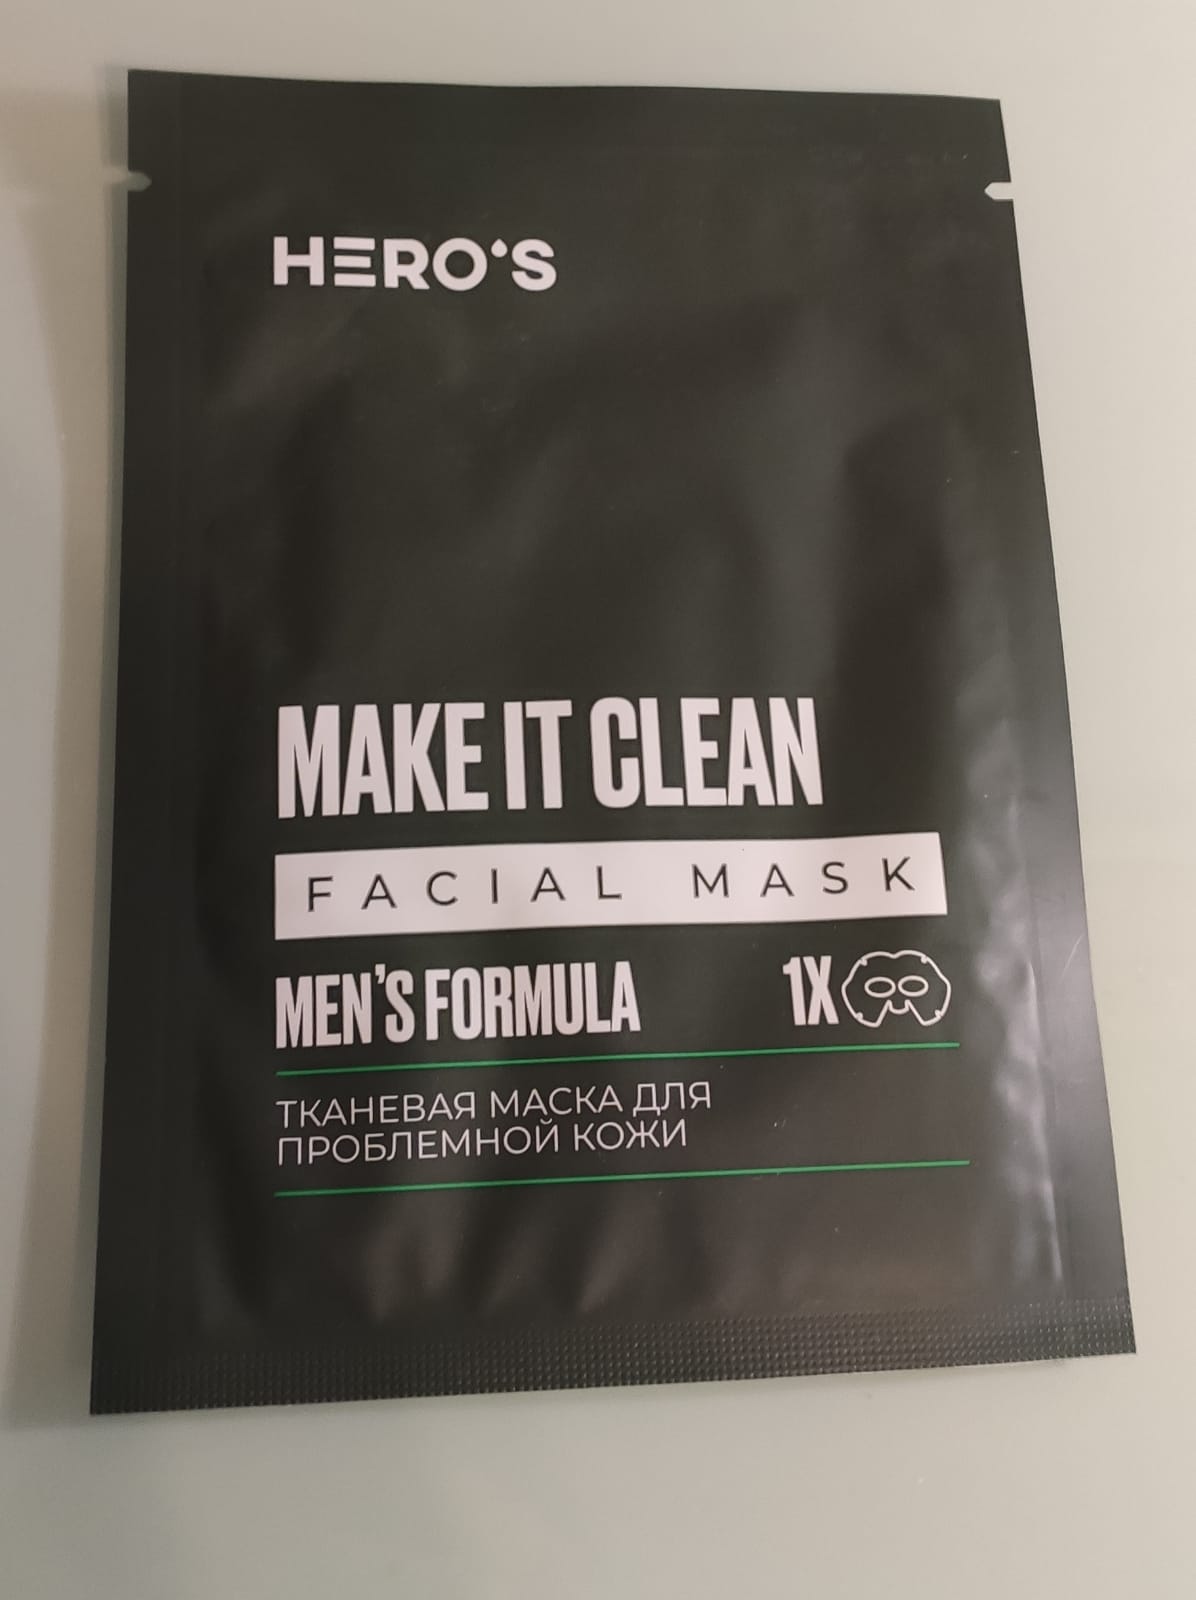 HERO'S
MAKE IT CLEAN
FACIAL MASK
MEN'S FORMULA 1X
ТКАНЕВАЯ МАСКА ДЛЯ
ПРОБЛЕМНОЙ КОЖИ